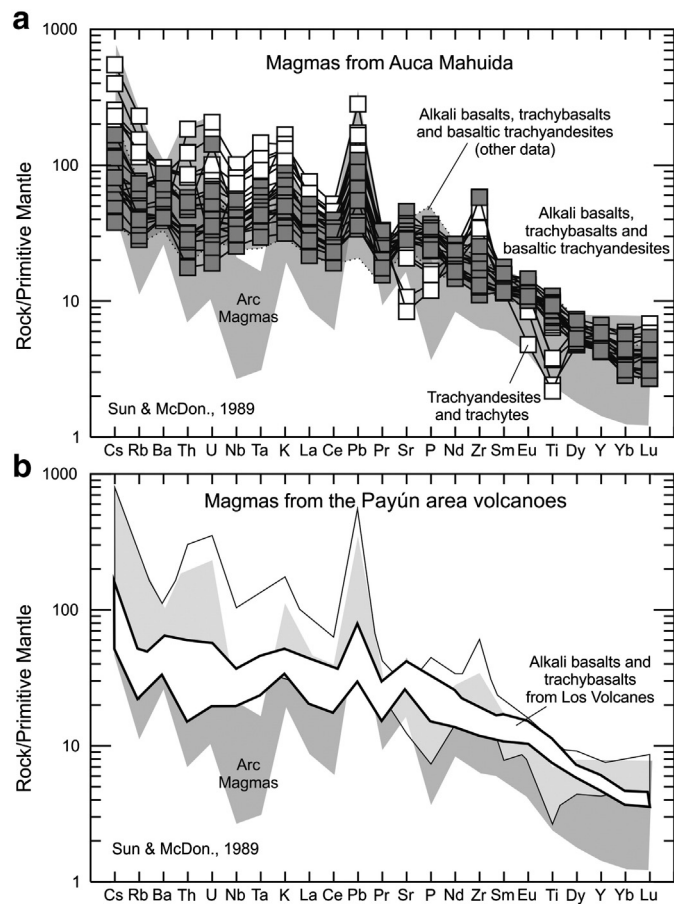 a
1000
100
10
1
Rock/Primitive Mantle
Magmas from Auca Mahuida
Alkali basalts, trachybasalts
and basaltic trachyandesites
(other data)
Alkali basalts,
trachybasalts and
basaltic trachyandesites
Arc
Magmas
Trachyandesites
and trachytes
Sun & McDon., 1989
Cs Rb Ba Th U Nb Ta K La Ce Pb Pr Sr P Nd Zr Sm Eu Ti Dy Y Yb Lu
b
1000
100
10
1
Rock/Primitive Mantle
Magmas from the Payún area volcanoes
Alkali basalts and
trachybasalts
from Los Volcanes
Arc
Magmas
Sun & McDon., 1989
Cs Rb Ba Th U Nb Ta K La Ce Pb Pr Sr P Nd Zr Sm Eu Ti Dy Y Yb Lu